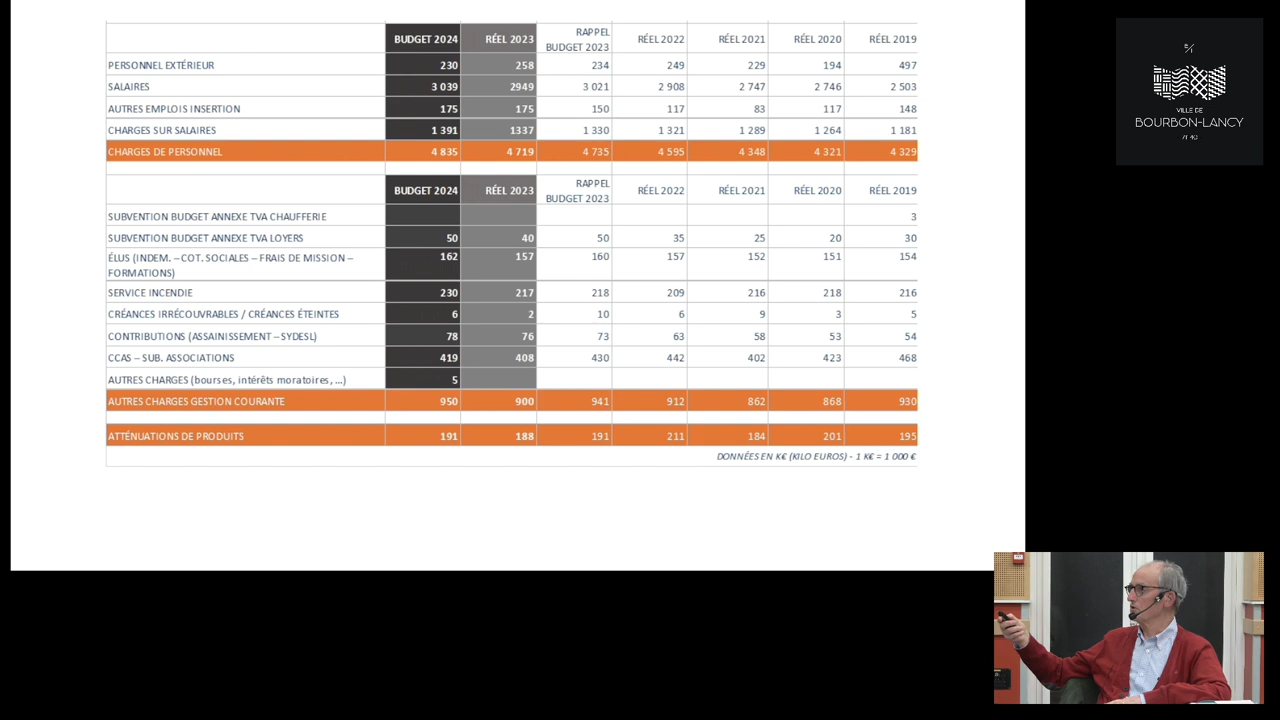 BUDGET 2024 RÉEL 2023 RAPPEL BUDGET 2023 RÉEL 2022 RÉEL 2021 RÉEL 2020 RÉEL 2019
PERSONNEL EXTÉRIEUR 230 258 234 249 229 194 497
SALAIRES 3 039 2949 3 021 2 908 2 747 2 746 2 503
AUTRES EMPLOIS INSERTION 175 175 150 117 83 117 148
CHARGES SUR SALAIRES 1 391 1337 1 330 1 321 1 289 1 264 1 181
CHARGES DE PERSONNEL 4 835 4 719 4 735 4 595 4 348 4 321 4 329
BUDGET 2024 RÉEL 2023 RAPPEL BUDGET 2023 RÉEL 2022 RÉEL 2021 RÉEL 2020 RÉEL 2019
SUBVENTION BUDGET ANNEXE TVA CHAUFFERIE 3
SUBVENTION BUDGET ANNEXE TVA LOYERS 50 40 50 35 25 20 30
ÉLUS (INDEM. – COT. SOCIALES – FRAIS DE MISSION – FORMATIONS) 162 157 160 157 152 151 154
SERVICE INCENDIE 230 217 218 209 216 218 216
CRÉANCES IRRÉCOUVRABLES / CRÉANCES ÉTEINTES 6 2 10 6 9 3 5
CONTRIBUTIONS (ASSAINISSEMENT – SYDESL) 78 76 73 63 58 53 54
CCAS – SUB. ASSOCIATIONS 419 408 430 442 402 423 468
AUTRES CHARGES (bourses, intérêts moratoires, ...) 5
AUTRES CHARGES GESTION COURANTE 950 900 941 912 862 868 930
ATTÉNUATIONS DE PRODUITS 191 188 191 211 184 201 195
DONNÉES EN K€ (KILO EUROS) - 1 K€ = 1 000 €
VILLE DE
BOURBON-LANCY
71140